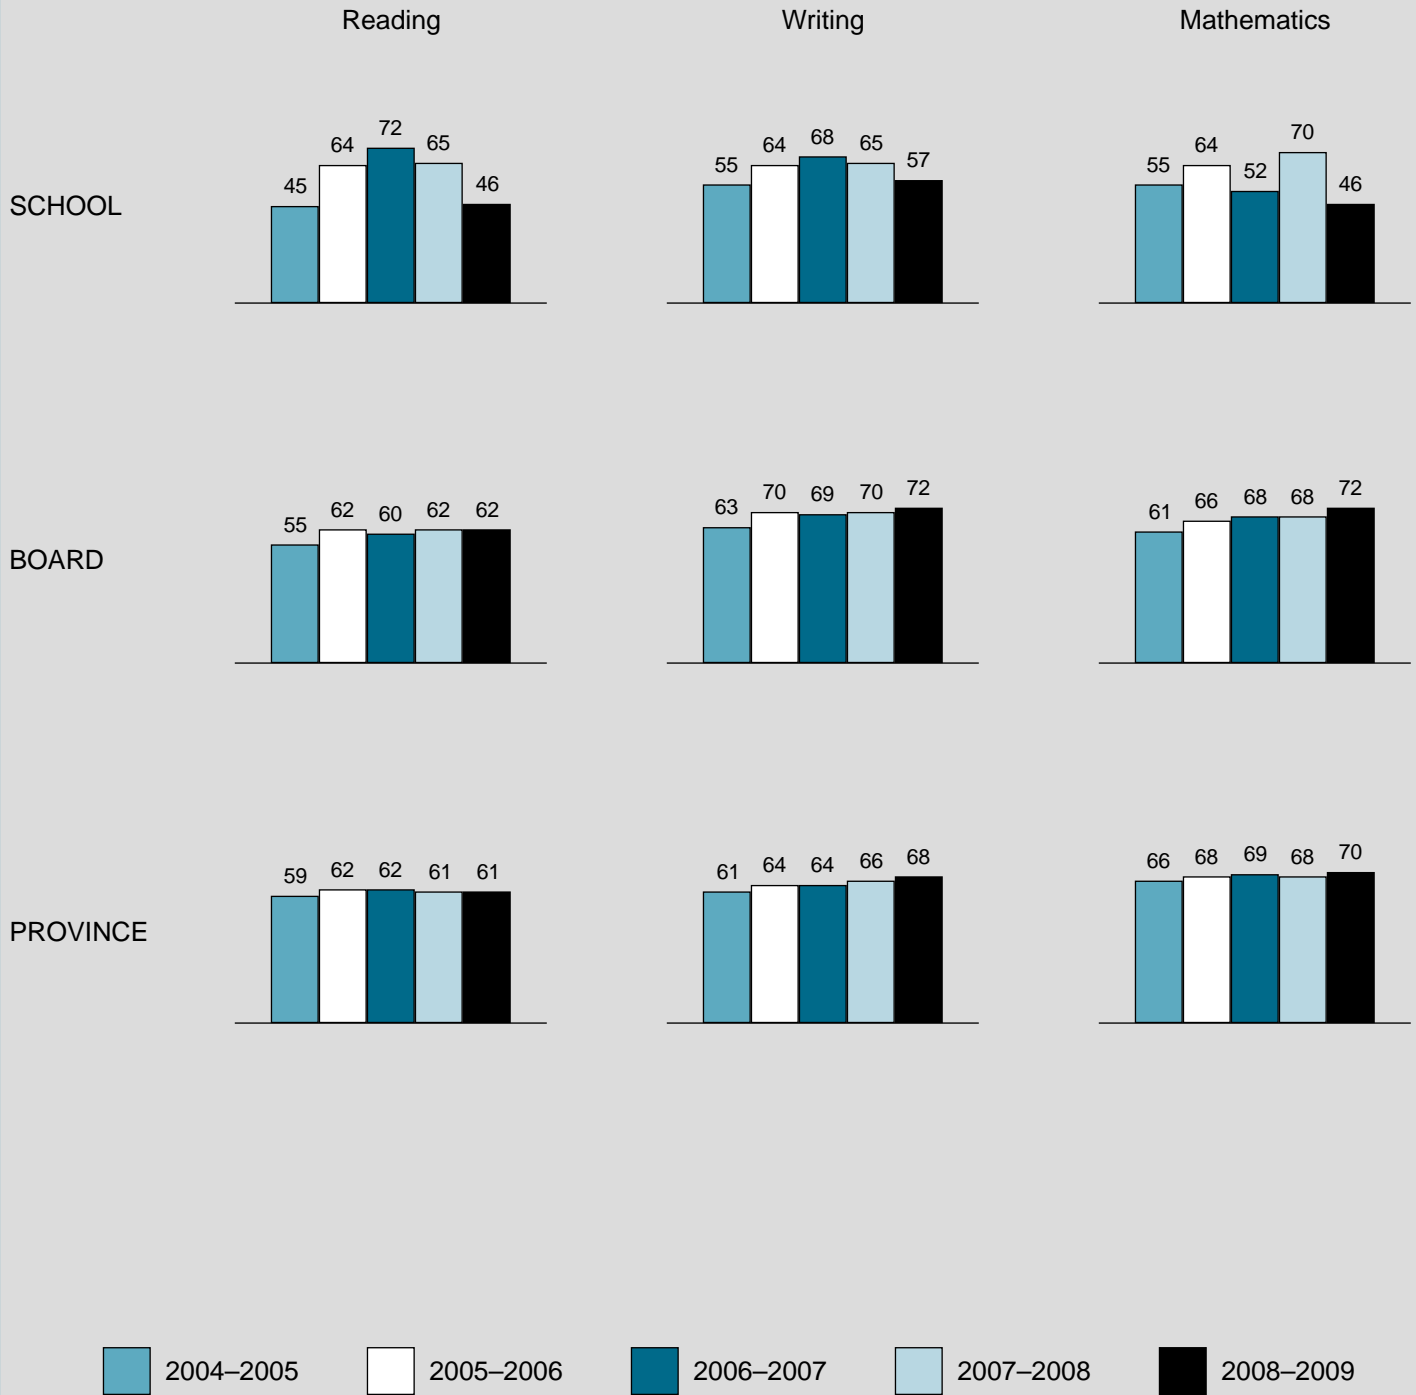 Reading Writing Mathematics
SCHOOL
45 64 72 65 46
55 64 68 65 57
55 64 52 70 46
BOARD
55 62 60 62 62
63 70 69 70 72
61 66 68 68 72
PROVINCE
59 62 62 61 61
61 64 64 66 68
66 68 69 68 70
2004–2005 2005–2006 2006–2007 2007–2008 2008–2009